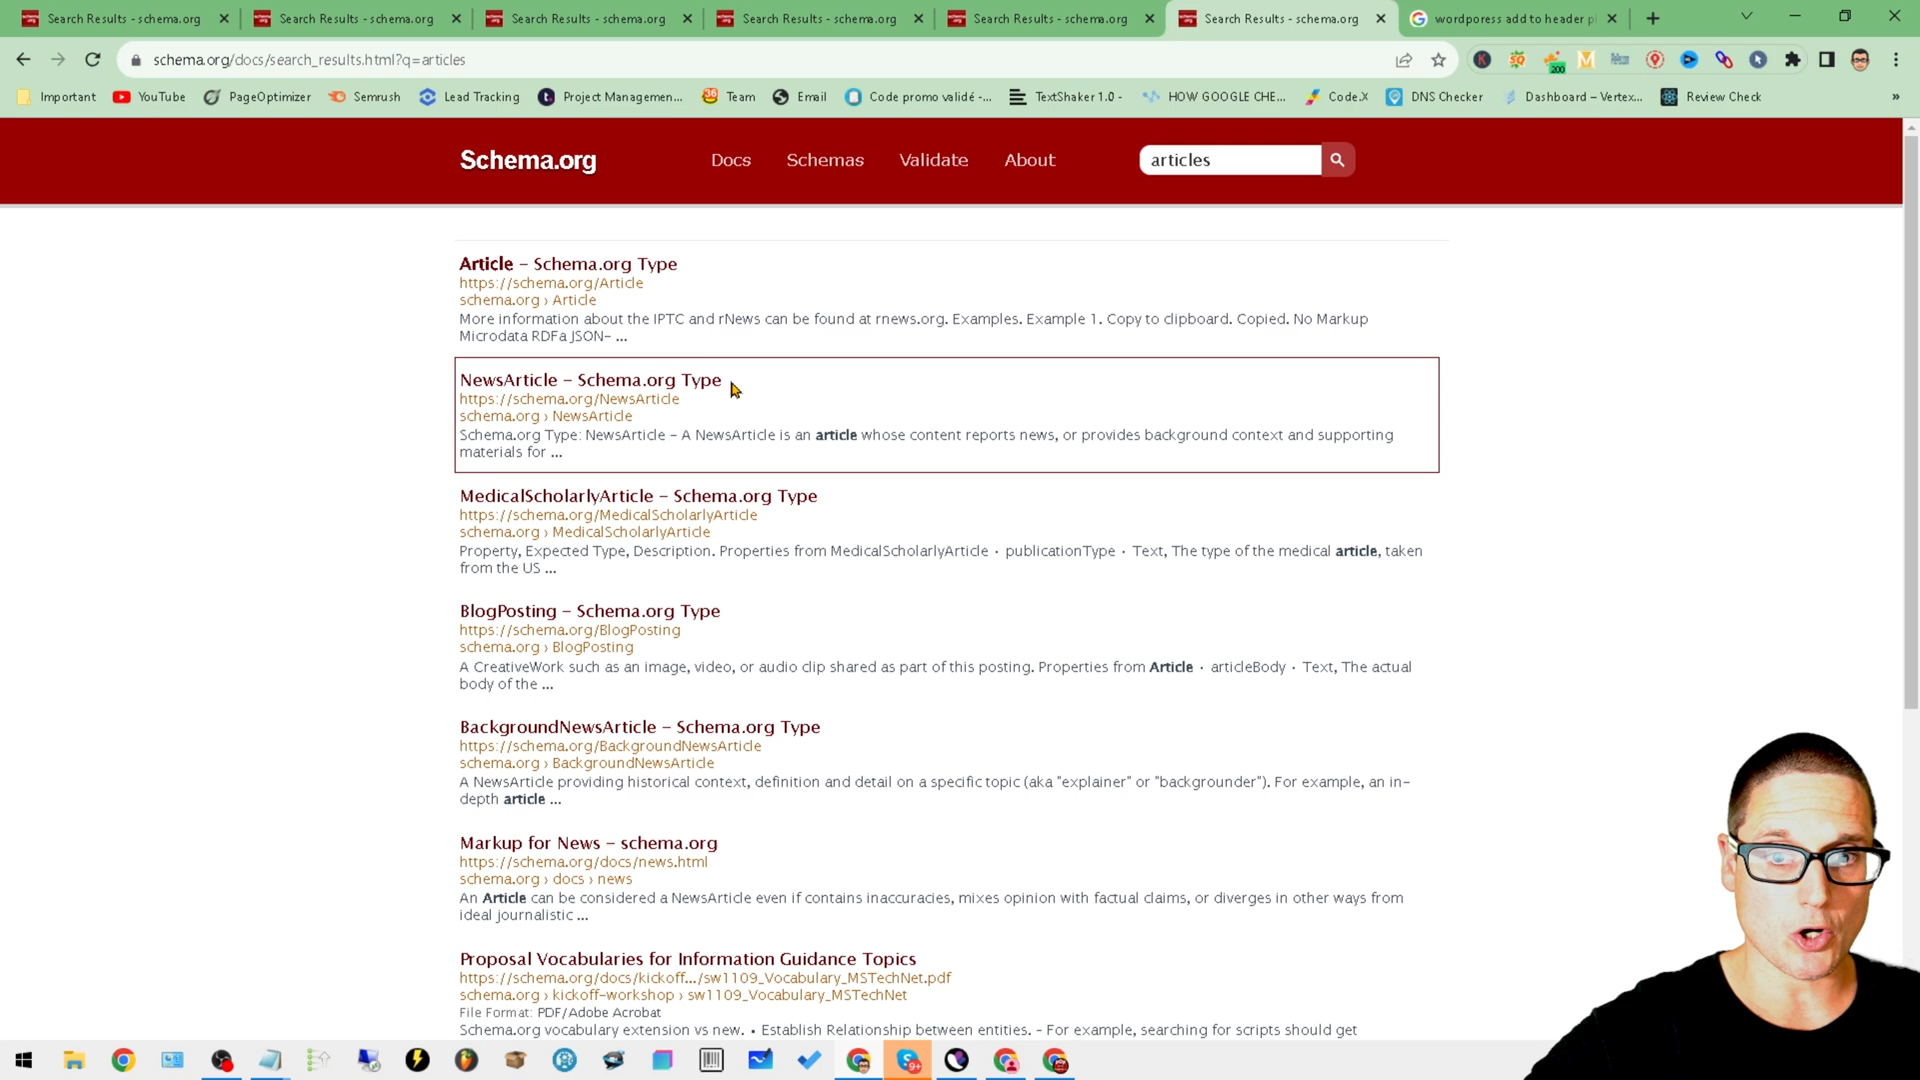 Search Results - schema.org
Search Results - schema.org
Search Results - schema.org
Search Results - schema.org
Search Results - schema.org
Search Results - schema.org
wordporess add to header p
schema.org/docs/search_results.html?q=articles
200
Important
YouTube
PageOptimizer
Semrush
Lead Tracking
Project Managemen...
Team
Email
Code promo validé -...
TextShaker 1.0 -
HOW GOOGLE CHE...
Code.X
DNS Checker
Dashboard – Vertex...
Review Check
»
Schema.org
Docs
Schemas
Validate
About
articles
Article - Schema.org Type
https://schema.org/Article
schema.org › Article
More information about the IPTC and rNews can be found at rnews.org. Examples. Example 1. Copy to clipboard. Copied. No Markup
Microdata RDFa JSON- ...
NewsArticle - Schema.org Type
https://schema.org/NewsArticle
schema.org › NewsArticle
Schema.org Type: NewsArticle - A NewsArticle is an article whose content reports news, or provides background context and supporting
materials for ...
MedicalScholarlyArticle - Schema.org Type
https://schema.org/MedicalScholarlyArticle
schema.org › MedicalScholarlyArticle
Property, Expected Type, Description. Properties from MedicalScholarlyArticle · publicationType · Text, The type of the medical article, taken
from the US ...
BlogPosting - Schema.org Type
https://schema.org/BlogPosting
schema.org › BlogPosting
A CreativeWork such as an image, video, or audio clip shared as part of this posting. Properties from Article · articleBody · Text, The actual
body of the ...
BackgroundNewsArticle - Schema.org Type
https://schema.org/BackgroundNewsArticle
schema.org › BackgroundNewsArticle
A NewsArticle providing historical context, definition and detail on a specific topic (aka "explainer" or "backgrounder"). For example, an in-
depth article ...
Markup for News - schema.org
https://schema.org/docs/news.html
schema.org › docs › news
An Article can be considered a NewsArticle even if contains inaccuracies, mixes opinion with factual claims, or diverges in other ways from
ideal journalistic ...
Proposal Vocabularies for Information Guidance Topics
https://schema.org/docs/kickoff.../sw1109_Vocabulary_MSTechNet.pdf
schema.org › kickoff-workshop › sw1109_Vocabulary_MSTechNet
File Format: PDF/Adobe Acrobat
Schema.org vocabulary extension vs new. • Establish Relationship between entities. - For example, searching for scripts should get
9+